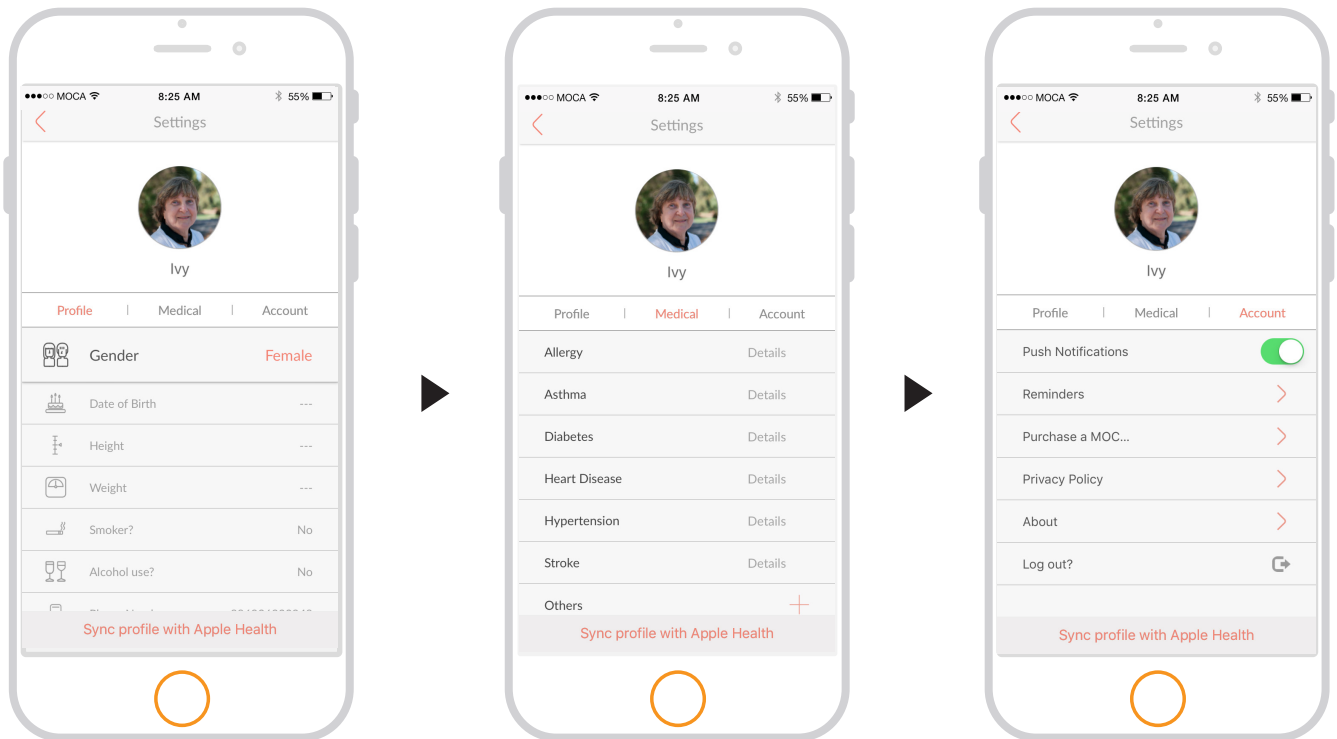 MOCA 8:25 AM 55%
Settings
Ivy
Profile | Medical | Account
Gender Female
Date of Birth ---
Height ---
Weight ---
Smoker? No
Alcohol use? No
Sync profile with Apple Health
MOCA 8:25 AM 55%
Settings
Ivy
Profile | Medical | Account
Allergy Details
Asthma Details
Diabetes Details
Heart Disease Details
Hypertension Details
Stroke Details
Others
Sync profile with Apple Health
MOCA 8:25 AM 55%
Settings
Ivy
Profile | Medical | Account
Push Notifications
Reminders
Purchase a MOC...
Privacy Policy
About
Log out?
Sync profile with Apple Health